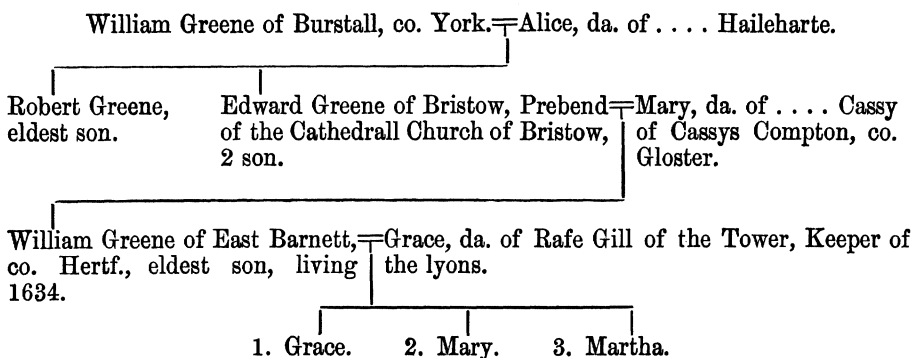 William Greene of Burstall, co. York.=Alice, da. of .... Haileharte.
Robert Greene,
eldest son.
Edward Greene of Bristow, Prebend=Mary, da. of .... Cassy
of the Cathedrall Church of Bristow,
2 son.
of Cassys Compton, co.
Gloster.
William Greene of East Barnett,=Grace, da. of Rafe Gill of the Tower, Keeper of
co. Hertf., eldest son, living
1634.
the lyons.
1. Grace. 2. Mary. 3. Martha.